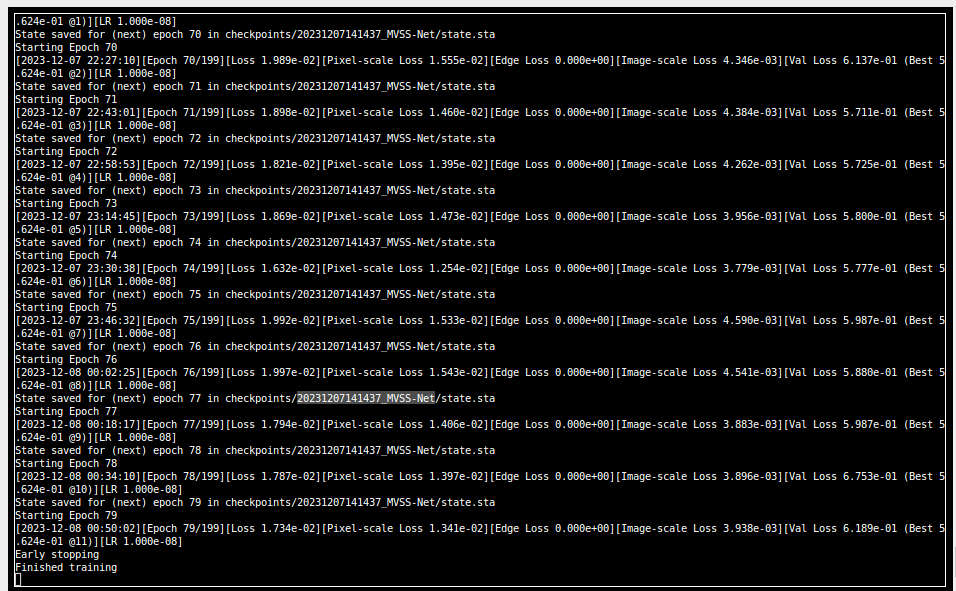 .624e-01 @1)][LR 1.000e-08]
State saved for (next) epoch 70 in checkpoints/20231207141437_MVSS-Net/state.sta
Starting Epoch 70
[2023-12-07 22:27:10][Epoch 70/199][Loss 1.989e-02][Pixel-scale Loss 1.555e-02][Edge Loss 0.000e+00][Image-scale Loss 4.346e-03][Val Loss 6.137e-01 (Best 5
.624e-01 @2)][LR 1.000e-08]
State saved for (next) epoch 71 in checkpoints/20231207141437_MVSS-Net/state.sta
Starting Epoch 71
[2023-12-07 22:43:01][Epoch 71/199][Loss 1.898e-02][Pixel-scale Loss 1.460e-02][Edge Loss 0.000e+00][Image-scale Loss 4.384e-03][Val Loss 5.711e-01 (Best 5
.624e-01 @3)][LR 1.000e-08]
State saved for (next) epoch 72 in checkpoints/20231207141437_MVSS-Net/state.sta
Starting Epoch 72
[2023-12-07 22:58:53][Epoch 72/199][Loss 1.821e-02][Pixel-scale Loss 1.395e-02][Edge Loss 0.000e+00][Image-scale Loss 4.262e-03][Val Loss 5.725e-01 (Best 5
.624e-01 @4)][LR 1.000e-08]
State saved for (next) epoch 73 in checkpoints/20231207141437_MVSS-Net/state.sta
Starting Epoch 73
[2023-12-07 23:14:45][Epoch 73/199][Loss 1.869e-02][Pixel-scale Loss 1.473e-02][Edge Loss 0.000e+00][Image-scale Loss 3.956e-03][Val Loss 5.800e-01 (Best 5
.624e-01 @5)][LR 1.000e-08]
State saved for (next) epoch 74 in checkpoints/20231207141437_MVSS-Net/state.sta
Starting Epoch 74
[2023-12-07 23:30:38][Epoch 74/199][Loss 1.632e-02][Pixel-scale Loss 1.254e-02][Edge Loss 0.000e+00][Image-scale Loss 3.779e-03][Val Loss 5.777e-01 (Best 5
.624e-01 @6)][LR 1.000e-08]
State saved for (next) epoch 75 in checkpoints/20231207141437_MVSS-Net/state.sta
Starting Epoch 75
[2023-12-07 23:46:32][Epoch 75/199][Loss 1.992e-02][Pixel-scale Loss 1.533e-02][Edge Loss 0.000e+00][Image-scale Loss 4.590e-03][Val Loss 5.987e-01 (Best 5
.624e-01 @7)][LR 1.000e-08]
State saved for (next) epoch 76 in checkpoints/20231207141437_MVSS-Net/state.sta
Starting Epoch 76
[2023-12-08 00:02:25][Epoch 76/199][Loss 1.997e-02][Pixel-scale Loss 1.543e-02][Edge Loss 0.000e+00][Image-scale Loss 4.541e-03][Val Loss 5.880e-01 (Best 5
.624e-01 @8)][LR 1.000e-08]
State saved for (next) epoch 77 in checkpoints/20231207141437_MVSS-Net/state.sta
Starting Epoch 77
[2023-12-08 00:18:17][Epoch 77/199][Loss 1.794e-02][Pixel-scale Loss 1.406e-02][Edge Loss 0.000e+00][Image-scale Loss 3.883e-03][Val Loss 5.987e-01 (Best 5
.624e-01 @9)][LR 1.000e-08]
State saved for (next) epoch 78 in checkpoints/20231207141437_MVSS-Net/state.sta
Starting Epoch 78
[2023-12-08 00:34:10][Epoch 78/199][Loss 1.787e-02][Pixel-scale Loss 1.397e-02][Edge Loss 0.000e+00][Image-scale Loss 3.896e-03][Val Loss 6.753e-01 (Best 5
.624e-01 @10)][LR 1.000e-08]
State saved for (next) epoch 79 in checkpoints/20231207141437_MVSS-Net/state.sta
Starting Epoch 79
[2023-12-08 00:50:02][Epoch 79/199][Loss 1.734e-02][Pixel-scale Loss 1.341e-02][Edge Loss 0.000e+00][Image-scale Loss 3.938e-03][Val Loss 6.189e-01 (Best 5
.624e-01 @11)][LR 1.000e-08]
Early stopping
Finished training